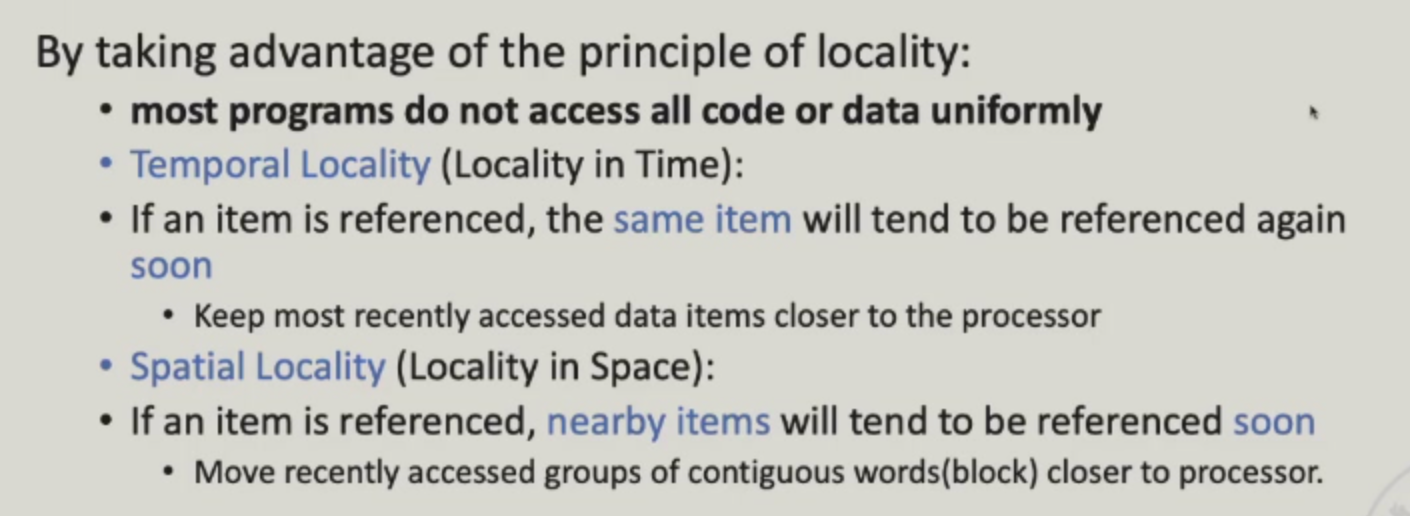 By taking advantage of the principle of locality:
• most programs do not access all code or data uniformly
• Temporal Locality (Locality in Time):
• If an item is referenced, the same item will tend to be referenced again
soon
• Keep most recently accessed data items closer to the processor
• Spatial Locality (Locality in Space):
• If an item is referenced, nearby items will tend to be referenced soon
• Move recently accessed groups of contiguous words(block) closer to processor.